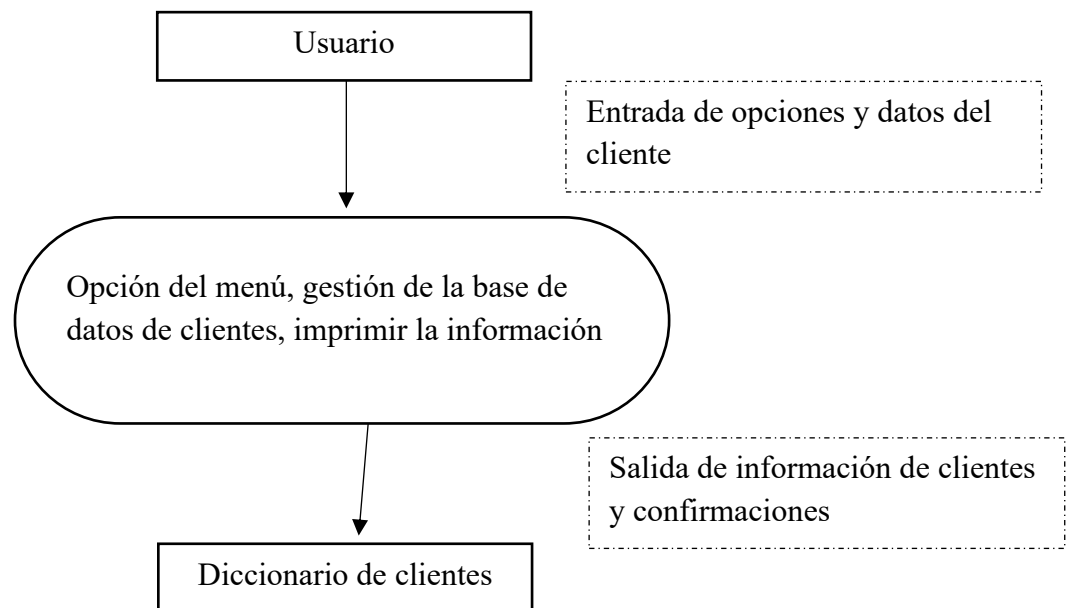 Usuario
Entrada de opciones y datos del
cliente
Opción del menú, gestión de la base de
datos de clientes, imprimir la información
Salida de información de clientes
y confirmaciones
Diccionario de clientes